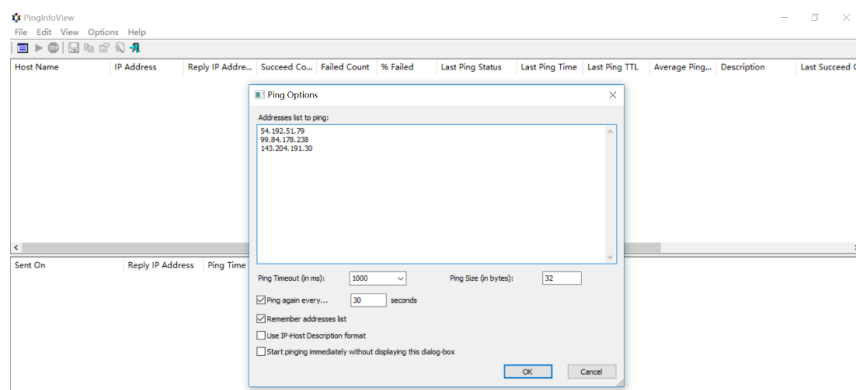 PingInfoView
File Edit View Options Help
Host Name IP Address Reply IP Addre... Succeed Co... Failed Count % Failed Last Ping Status Last Ping Time Last Ping TTL Average Ping... Description Last Succeed
Ping Options
Addresses list to ping:
54.192.51.79
99.84.178.238
143.204.191.30
Sent On Reply IP Address Ping Time
Ping Timeout (in ms): 1000 Ping Size (in bytes): 32
Ping again every... 30 seconds
Remember addresses list
Use IP-Host Description format
Start pinging immediately without displaying this dialog-box
OK Cancel